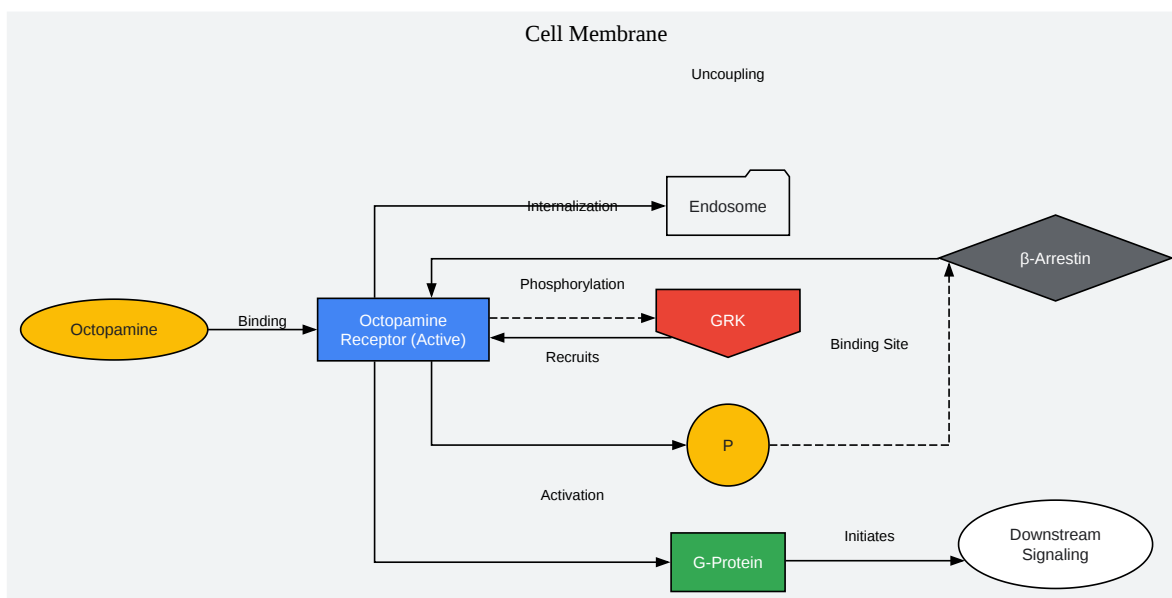 Cell Membrane
Uncoupling
Internalization
Endosome
β-Arrestin
Phosphorylation
Octopamine
Binding
Octopamine
Receptor (Active)
GRK
Recruits
Binding Site
P
Activation
G-Protein
Initiates
Downstream
Signaling